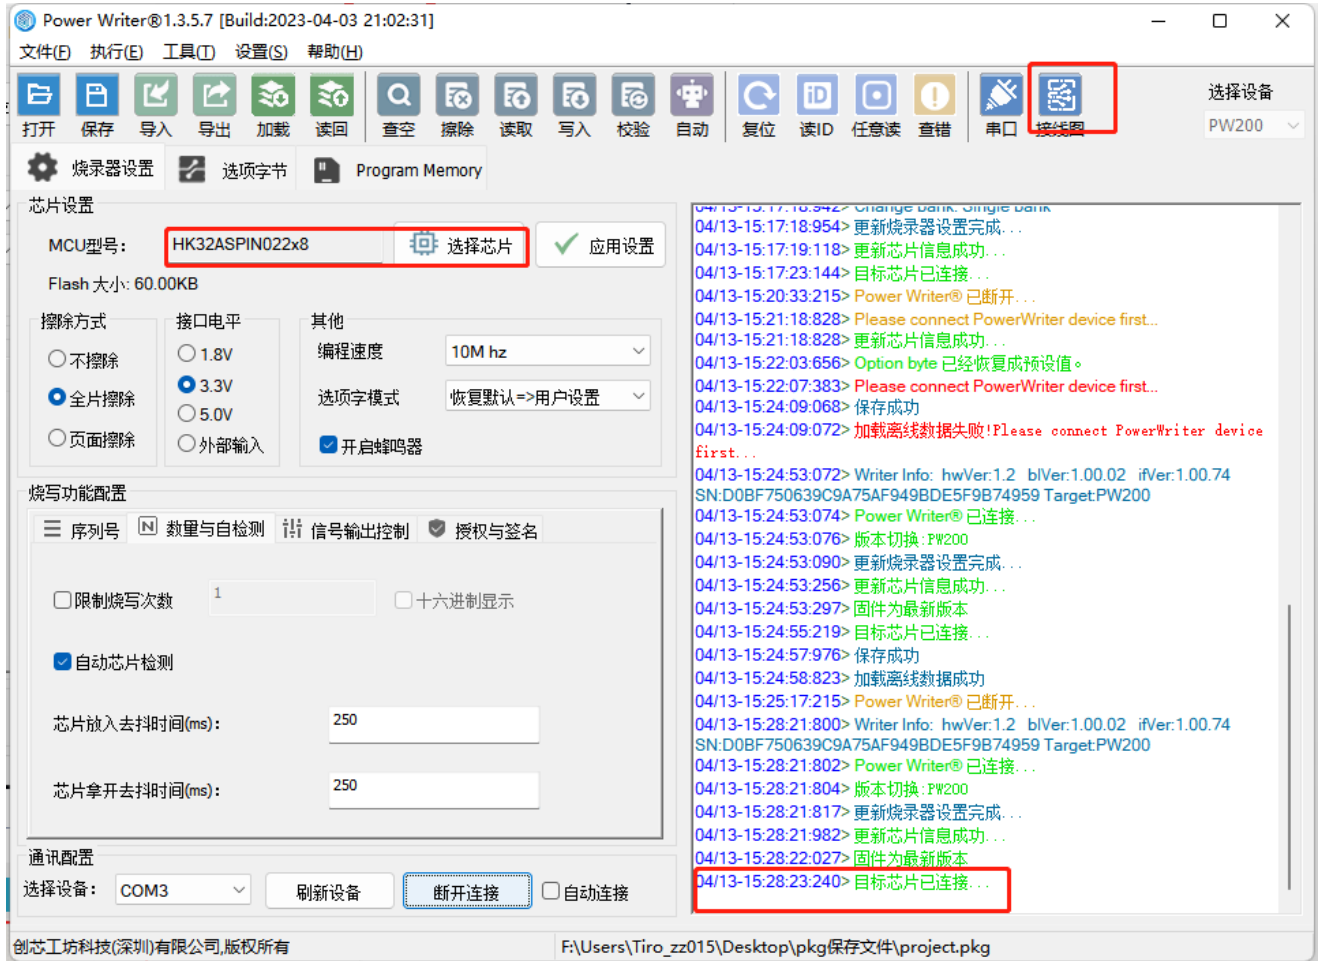 Power Writer®1.3.5.7 [Build:2023-04-03 21:02:31]
文件(F) 执行(E) 工具(T) 设置(S) 帮助(H)
打开 保存 导入 导出 加载 读回 查空 擦除 读取 写入 校验 自动 复位 读ID 任意读 查错 串口 接线图
选择设备
PW200
烧录器设置 选项字节 Program Memory
芯片设置
MCU型号: HK32ASPIN022x8 选择芯片 应用设置
Flash 大小: 60.00KB
擦除方式 接口电平 其他
不擦除
全片擦除
页面擦除
1.8V
3.3V
5.0V
外部输入
编程速度 10M hz
选项字模式 恢复默认=>用户设置
开启蜂鸣器
烧写功能配置
序列号 数量与自检测 信号输出控制 授权与签名
限制烧写次数 1 十六进制显示
自动芯片检测
芯片放入去抖时间(ms): 250
芯片拿开去抖时间(ms): 250
通讯配置
选择设备: COM3 刷新设备 断开连接 自动连接
04/13-15:17:18:942> Change Bank: Single Bank
04/13-15:17:18:954> 更新烧录器设置完成...
04/13-15:17:19:118> 更新芯片信息成功...
04/13-15:17:23:144> 目标芯片已连接...
04/13-15:20:33:215> Power Writer® 已断开...
04/13-15:21:18:828> Please connect PowerWriter device first...
04/13-15:21:18:828> 更新芯片信息成功...
04/13-15:22:03:656> Option byte 已经恢复成预设值。
04/13-15:22:07:383> Please connect PowerWriter device first...
04/13-15:24:09:068> 保存成功
04/13-15:24:09:072> 加载离线数据失败!Please connect PowerWriter device
first...
04/13-15:24:53:072> Writer Info: hwVer:1.2 blVer:1.00.02 ifVer:1.00.74
SN:D0BF750639C9A75AF949BDE5F9B74959 Target:PW200
04/13-15:24:53:074> Power Writer® 已连接...
04/13-15:24:53:076> 版本切换:PW200
04/13-15:24:53:090> 更新烧录器设置完成...
04/13-15:24:53:256> 更新芯片信息成功...
04/13-15:24:53:297> 固件为最新版本
04/13-15:24:55:219> 目标芯片已连接...
04/13-15:24:57:976> 保存成功
04/13-15:24:58:823> 加载离线数据成功
04/13-15:25:17:215> Power Writer® 已断开...
04/13-15:28:21:800> Writer Info: hwVer:1.2 blVer:1.00.02 ifVer:1.00.74
SN:D0BF750639C9A75AF949BDE5F9B74959 Target:PW200
04/13-15:28:21:802> Power Writer® 已连接...
04/13-15:28:21:804> 版本切换:PW200
04/13-15:28:21:817> 更新烧录器设置完成...
04/13-15:28:21:982> 更新芯片信息成功...
04/13-15:28:22:027> 固件为最新版本
04/13-15:28:23:240> 目标芯片已连接...
创芯工坊科技(深圳)有限公司,版权所有 F:\Users\Tiro_zz015\Desktop\pkg保存文件\project.pkg